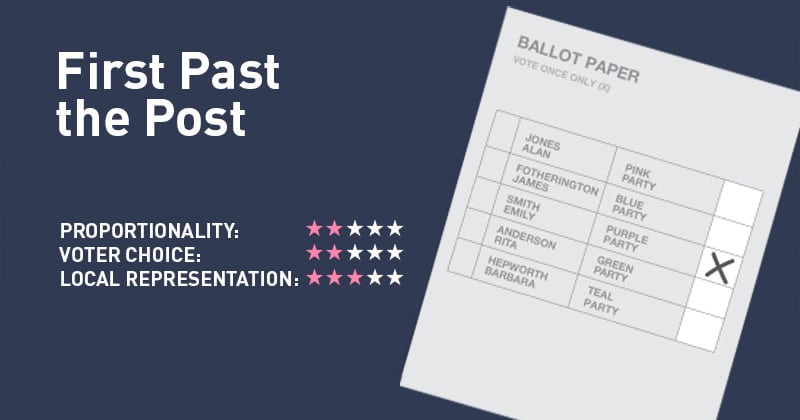 First Past
the Post
PROPORTIONALITY:
VOTER CHOICE:
LOCAL REPRESENTATION:
BALLOT PAPER
VOTE ONCE ONLY (X)
JONES
ALAN
PINK
PARTY
FOTHERINGTON
JAMES
BLUE
PARTY
SMITH
EMILY
PURPLE
PARTY
ANDERSON
RITA
GREEN
PARTY
HEPWORTH
BARBARA
TEAL
PARTY